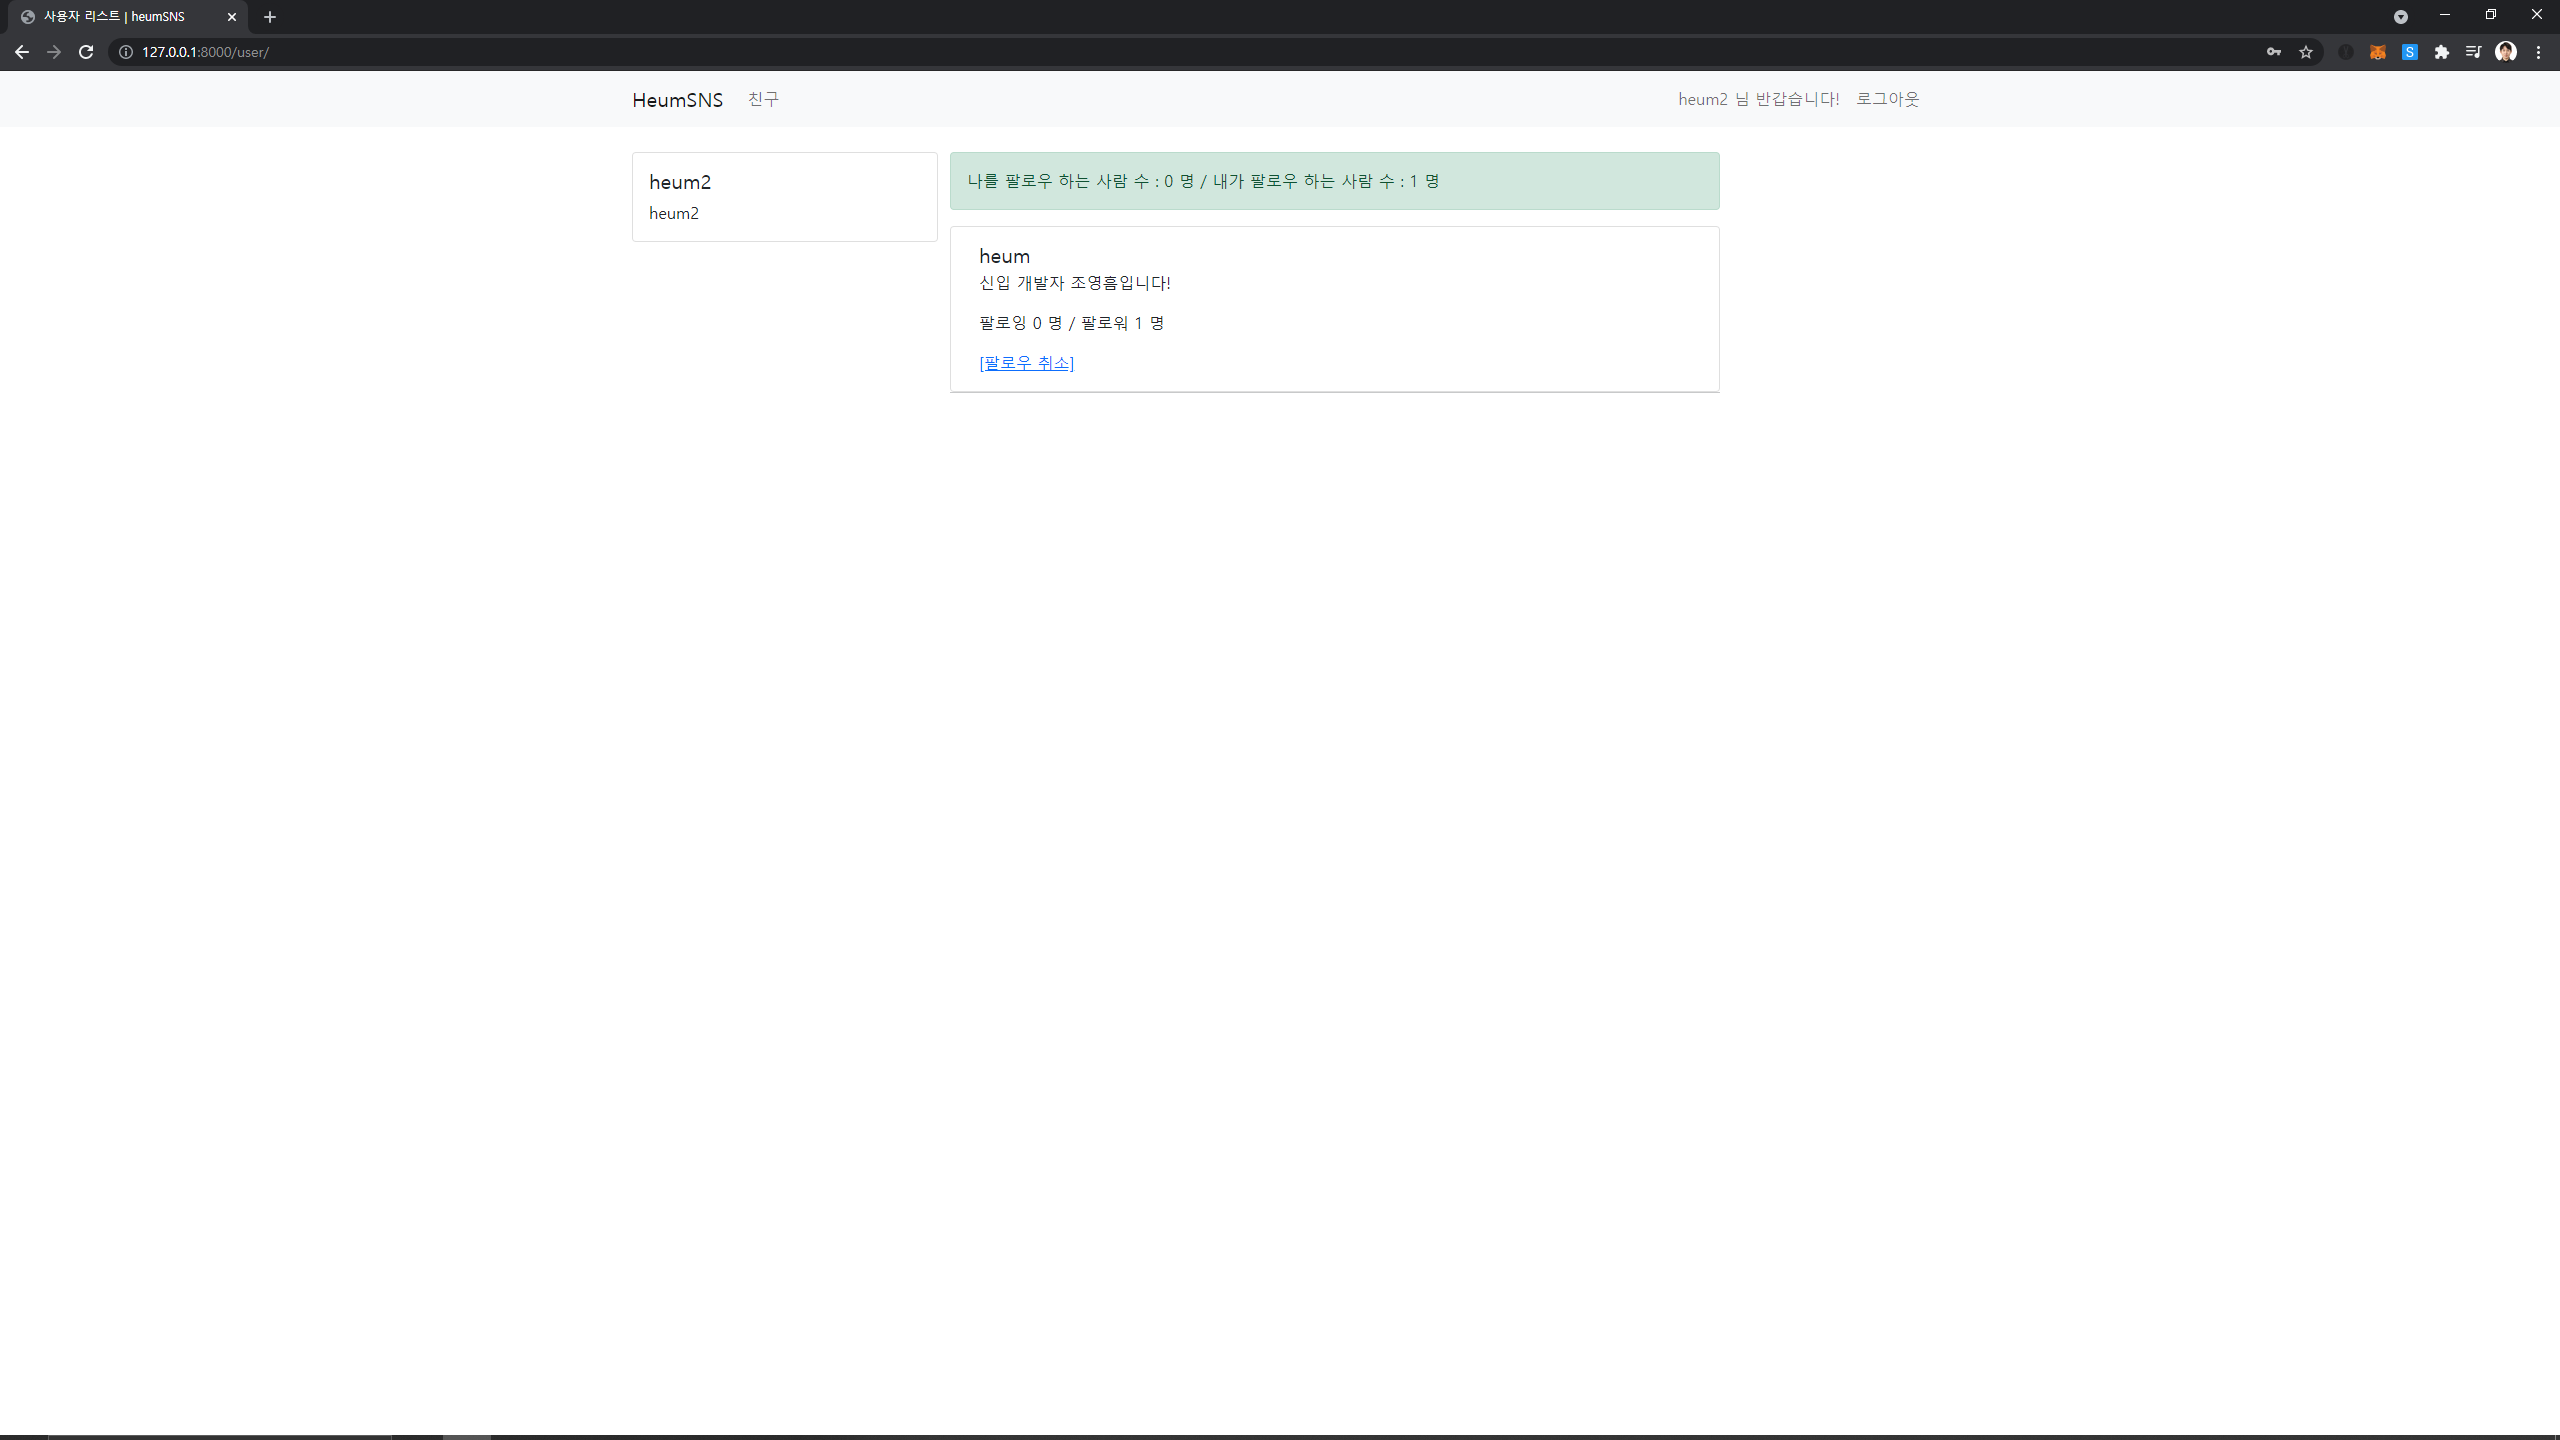 사용자 리스트 | heumSNS
127.0.0.1:8000/user/
S
HeumSNS 친구 heum2 님 반갑습니다! 로그아웃
heum2
heum2
나를 팔로우 하는 사람 수 : 0 명 / 내가 팔로우 하는 사람 수 : 1 명
heum
신입 개발자 조영흠입니다!
팔로잉 0 명 / 팔로워 1 명
[팔로우 취소]